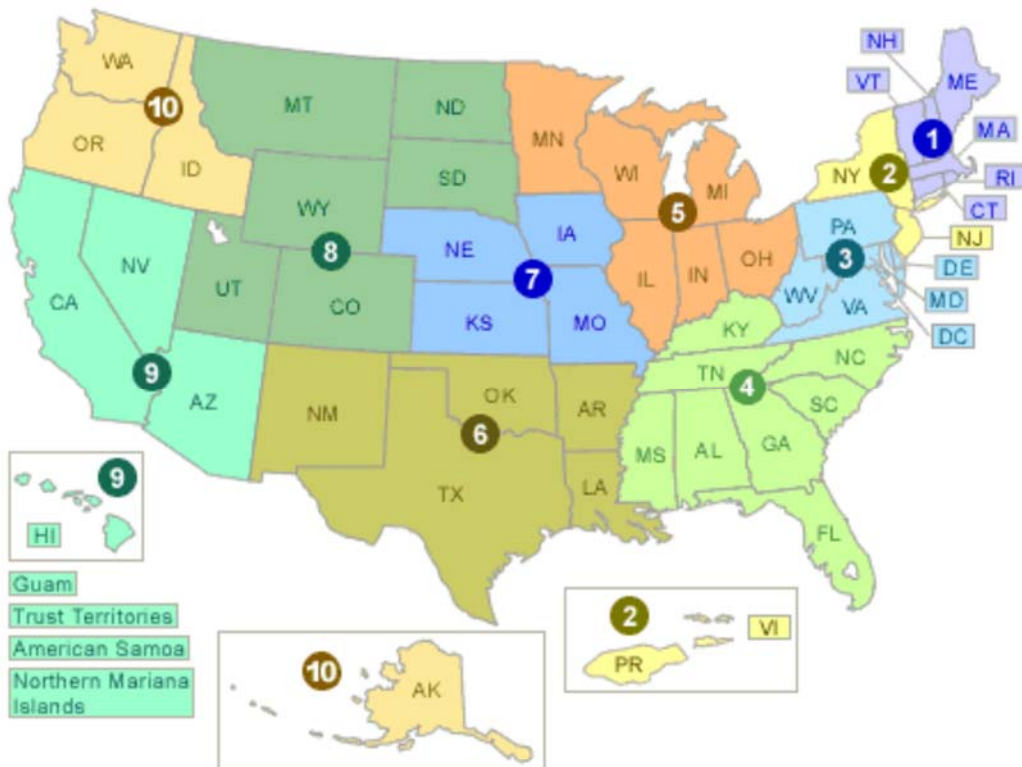 NH
WA
VT
ME
10
MT
ND
MN
1
MA
OR
ID
SD
WI
MI
NY
2
RI
WY
5
CT
8
NE
IA
PA
NJ
NV
7
3
DE
CA
UT
CO
IL
IN
OH
WV
VA
MD
KS
MO
KY
DC
9
TN
NC
4
AZ
NM
OK
AR
SC
6
MS
AL
GA
9
TX
LA
HI
FL
Guam
Trust Territories
2
VI
American Samoa
10
PR
Northern Mariana
Islands
AK